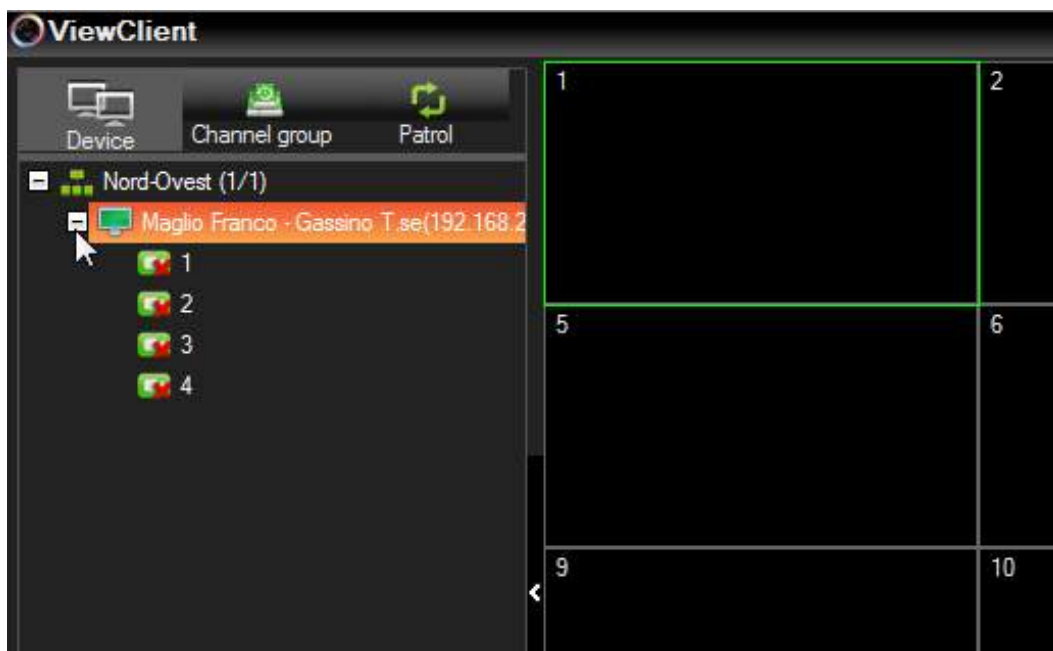 ViewClient
Device
Channel group
Patrol
Nord-Ovest (1/1)
Maglio Franco - Gassino T.se(192.168.2
1
2
3
4
1
2
5
6
9
10